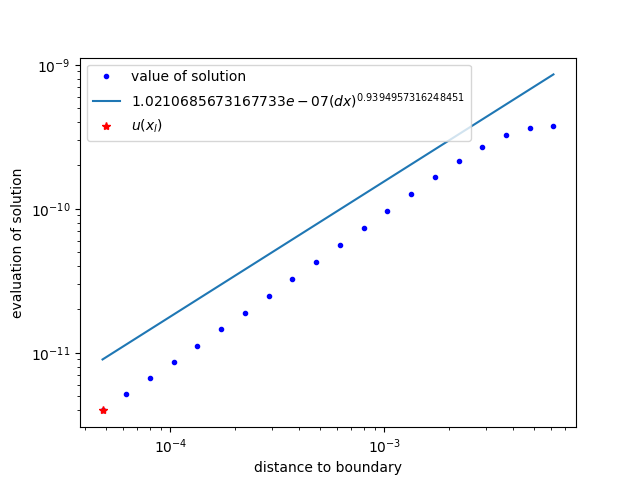 10^{-9}
value of solution
1.0210685673167733e − 07(dx)^{0.9394957316248451}
u(x_l)
10^{-10}
10^{-11}
evaluation of solution
10^{-4}
10^{-3}
distance to boundary